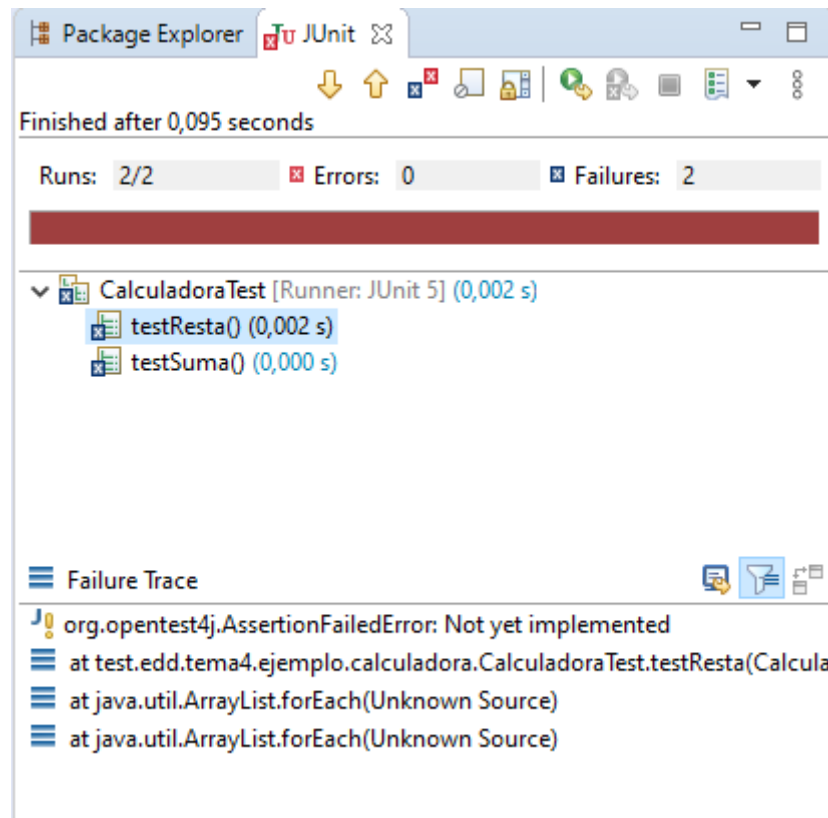 Package Explorer JUnit
Finished after 0,095 seconds
Runs: 2/2 Errors: 0 Failures: 2
CalculadoraTest [Runner: JUnit 5] (0,002 s)
testResta() (0,002 s)
testSuma() (0,000 s)
Failure Trace
org.opentest4j.AssertionFailedError: Not yet implemented
at test.edd.tema4.ejemplo.calculadora.CalculadoraTest.testResta(Calcula
at java.util.ArrayList.forEach(Unknown Source)
at java.util.ArrayList.forEach(Unknown Source)